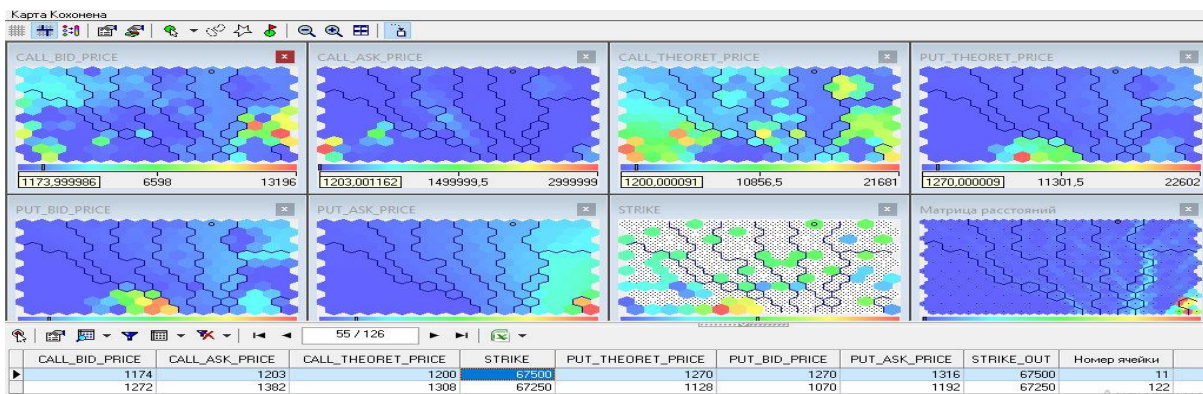 Карта Кохонена
CALL_BID_PRICE CALL_ASK_PRICE CALL_THEORET_PRICE PUT_THEORET_PRICE
1173,999986 6598 13196 1203,001162 1499999,5 2999999 1200,000091 10856,5 21681 1270,000009 11301,5 22602
PUT_BID_PRICE PUT_ASK_PRICE STRIKE Матрица расстояний
55 / 126
CALL_BID_PRICE CALL_ASK_PRICE CALL_THEORET_PRICE STRIKE PUT_THEORET_PRICE PUT_BID_PRICE PUT_ASK_PRICE STRIKE_OUT Номер ячейки
1174 1203 1200 67500 1270 1270 1316 67500 11
1272 1382 1308 67250 1128 1070 1192 67250 122